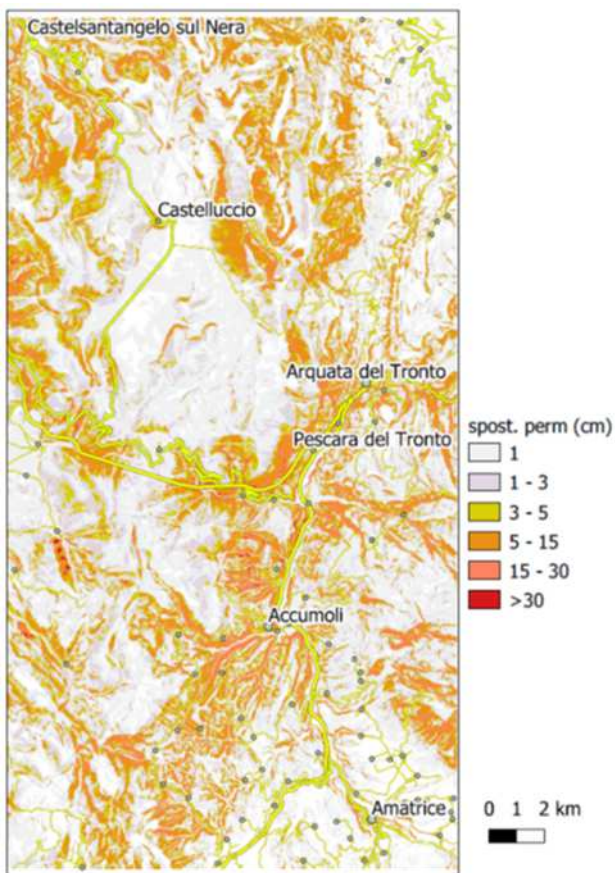 Castelsantangelo sul Nera
Castelluccio
Arquata del Tronto
Pescara del Tronto
Accumoli
Amatrice
spost. perm (cm)
1
1 - 3
3 - 5
5 - 15
15 - 30
>30
0 1 2 km